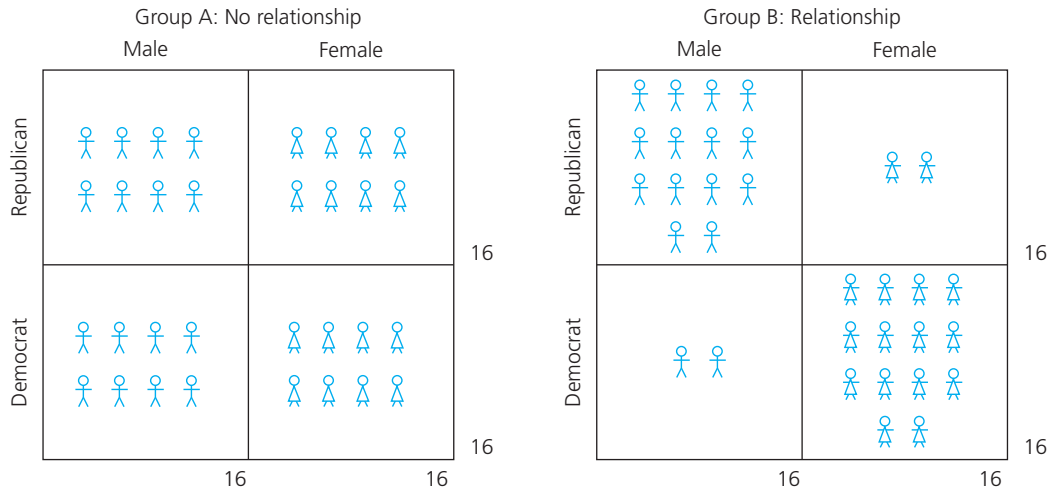 Group A: No relationship
Male Female
Republican
16
Democrat
16
16 16
Group B: Relationship
Male Female
Republican
16
Democrat
16
16 16